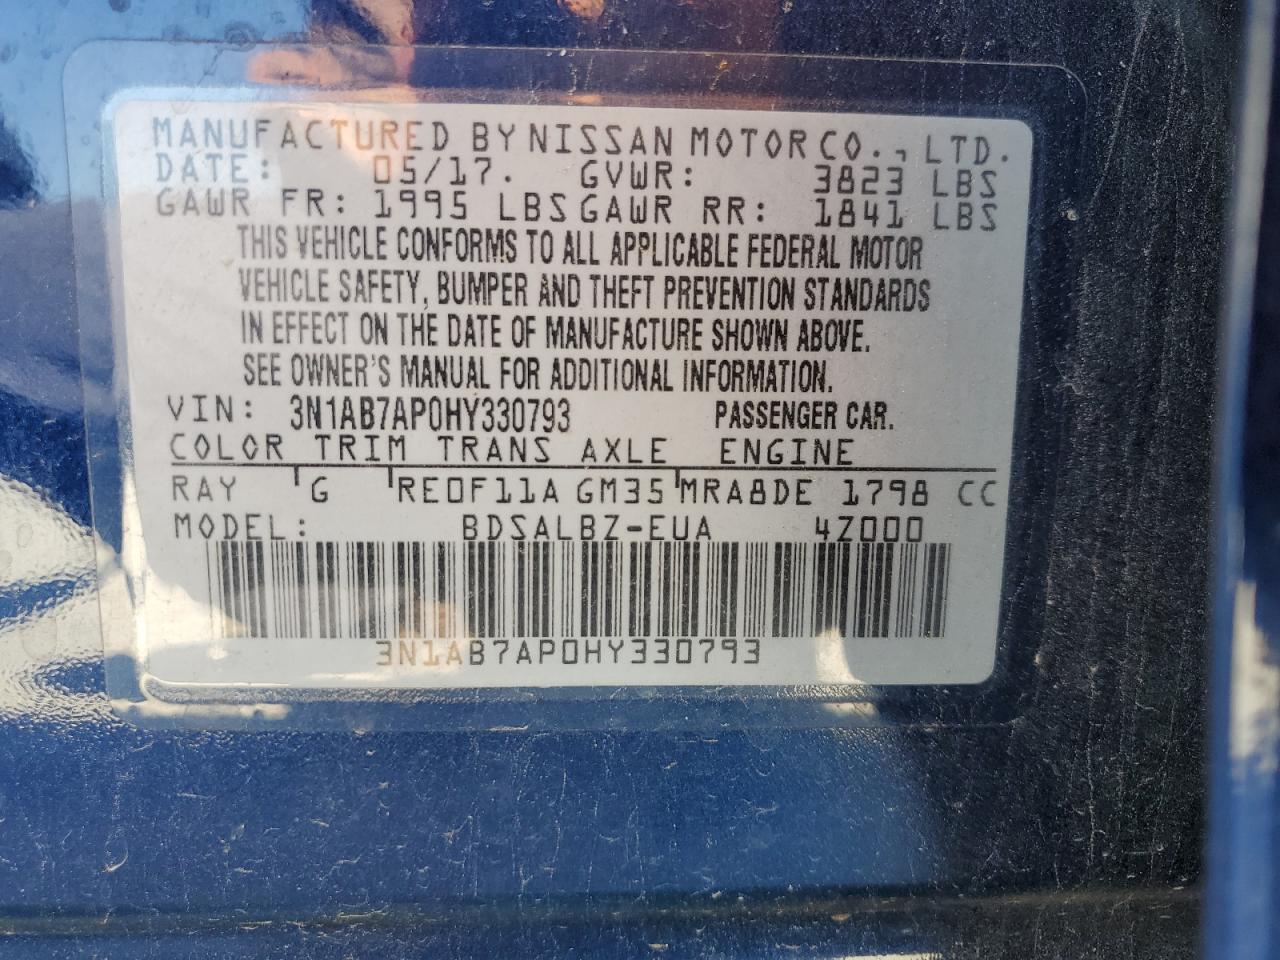 MANUFACTURED BY NISSAN MOTOR CO., LTD.
DATE: 05/17. GVWR: 3823 LBS
GAWR FR: 1995 LBS GAWR RR: 1841 LBS
THIS VEHICLE CONFORMS TO ALL APPLICABLE FEDERAL MOTOR
VEHICLE SAFETY, BUMPER AND THEFT PREVENTION STANDARDS
IN EFFECT ON THE DATE OF MANUFACTURE SHOWN ABOVE.
SEE OWNER'S MANUAL FOR ADDITIONAL INFORMATION.
VIN: 3N1AB7AP0HY330793 PASSENGER CAR.
COLOR TRIM TRANS AXLE ENGINE
RAY G RE0F11A GM35 MRA8DE 1798 CC
MODEL: BDSALBZ-EUA 4Z000
3N1AB7AP0HY330793